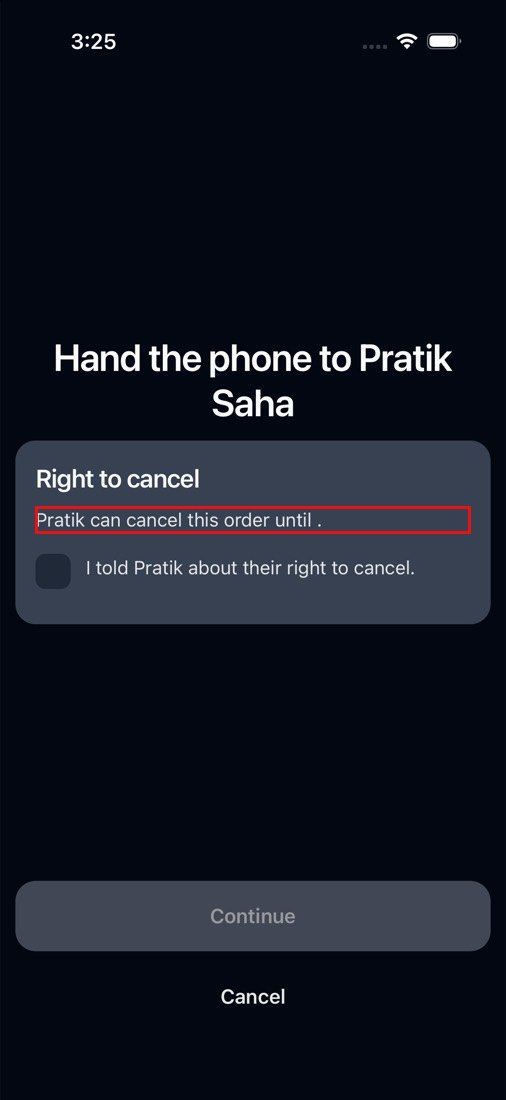 3:25
Hand the phone to Pratik
Saha
Right to cancel
Pratik can cancel this order until .
I told Pratik about their right to cancel.
Continue
Cancel